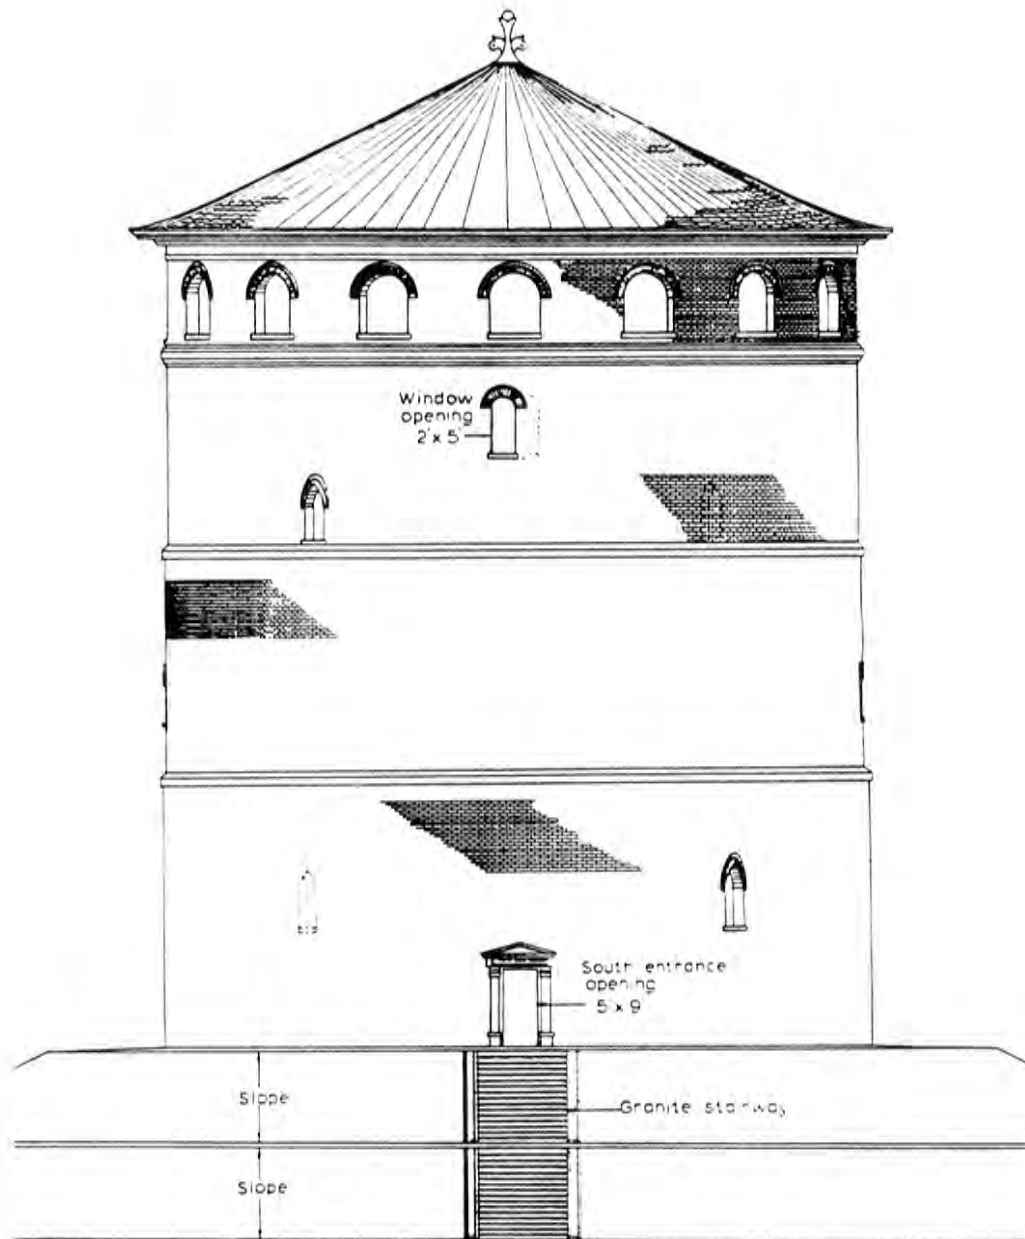 Window
opening
2' x 5'
South entrance
opening
5' x 9'
Slope
Granite stairway
Slope